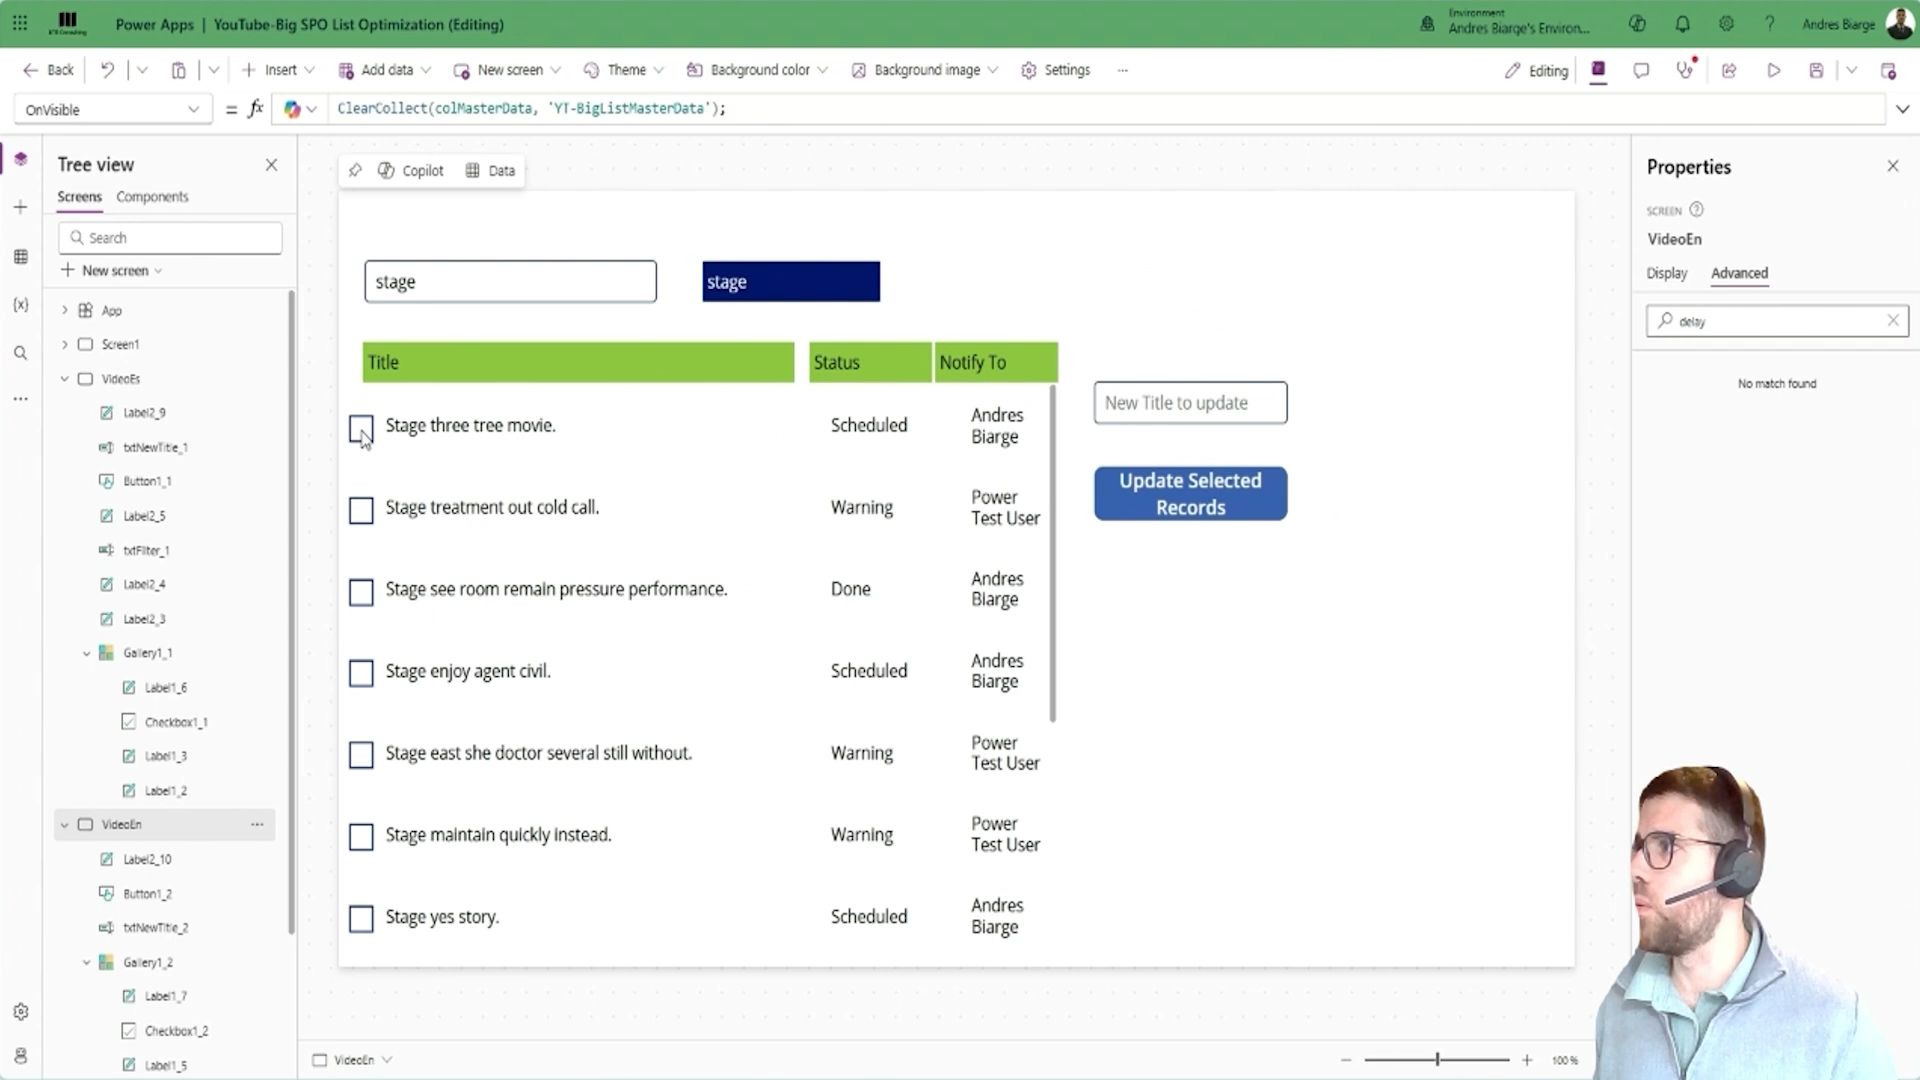 Power Apps | YouTube-Big SPO List Optimization (Editing)
Environment
Andres Biarge's Environ...
Andres Biarge
Back
Insert
Add data
New screen
Theme
Background color
Background image
Settings
Editing
OnVisible
= fx
ClearCollect(colMasterData, 'YT-BigListMasterData');
Tree view
Screens
Components
Search
New screen
App
Screen1
VideoEs
Label2_9
txtNewTitle_1
Button1_1
Label2_5
txtFilter_1
Label2_4
Label2_3
Gallery1_1
Label1_6
Checkbox1_1
Label1_3
Label1_2
VideoEn
Label2_10
Button1_2
txtNewTitle_2
Gallery1_2
Label1_7
Checkbox1_2
Label1_5
Copilot
Data
stage
stage
Title
Status
Notify To
Stage three tree movie.
Scheduled
Andres
Biarge
Stage treatment out cold call.
Warning
Power
Test User
Stage see room remain pressure performance.
Done
Andres
Biarge
Stage enjoy agent civil.
Scheduled
Andres
Biarge
Stage east she doctor several still without.
Warning
Power
Test User
Stage maintain quickly instead.
Warning
Power
Test User
Stage yes story.
Scheduled
Andres
Biarge
New Title to update
Update Selected
Records
VideoEn
100 %
Properties
SCREEN
VideoEn
Display
Advanced
delay
No match found